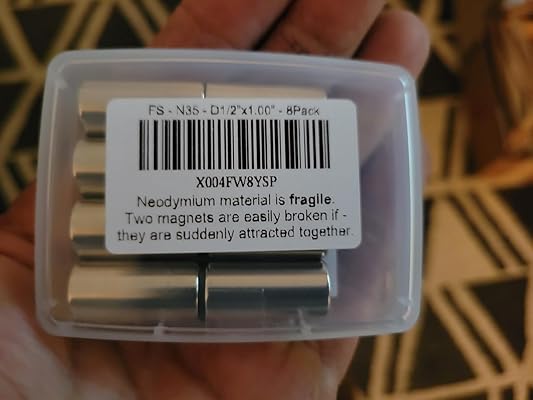 FS - N35 - D1/2"x1.00" - 8Pack
X004FW8YSP
Neodymium material is fragile.
Two magnets are easily broken if -
they are suddenly attracted together.